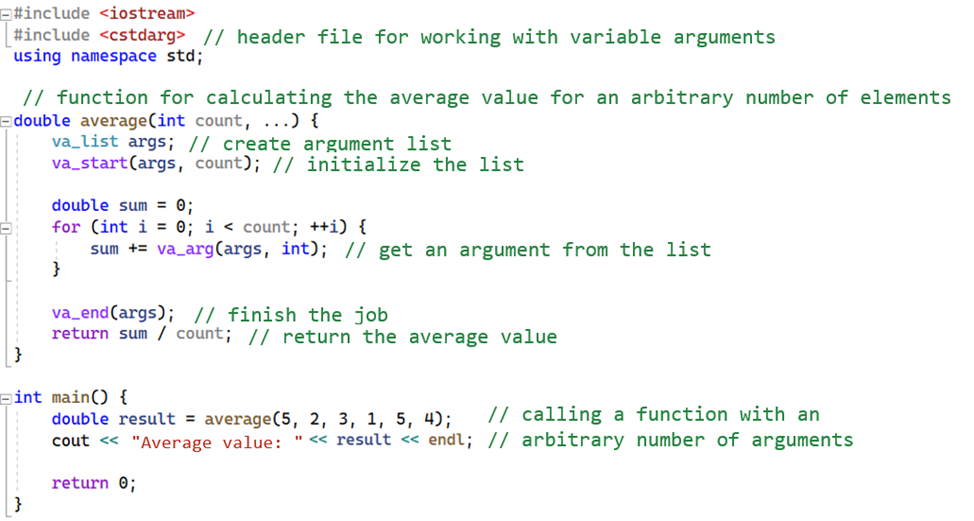 #include <iostream>
#include <cstdarg> // header file for working with variable arguments
using namespace std;
// function for calculating the average value for an arbitrary number of elements
double average(int count, ...) {
va_list args; // create argument list
va_start(args, count); // initialize the list
double sum = 0;
for (int i = 0; i < count; ++i) {
sum += va_arg(args, int); // get an argument from the list
}
va_end(args); // finish the job
return sum / count; // return the average value
}
int main() {
double result = average(5, 2, 3, 1, 5, 4); // calling a function with an
cout << "Average value: " << result << endl; // arbitrary number of arguments
return 0;
}